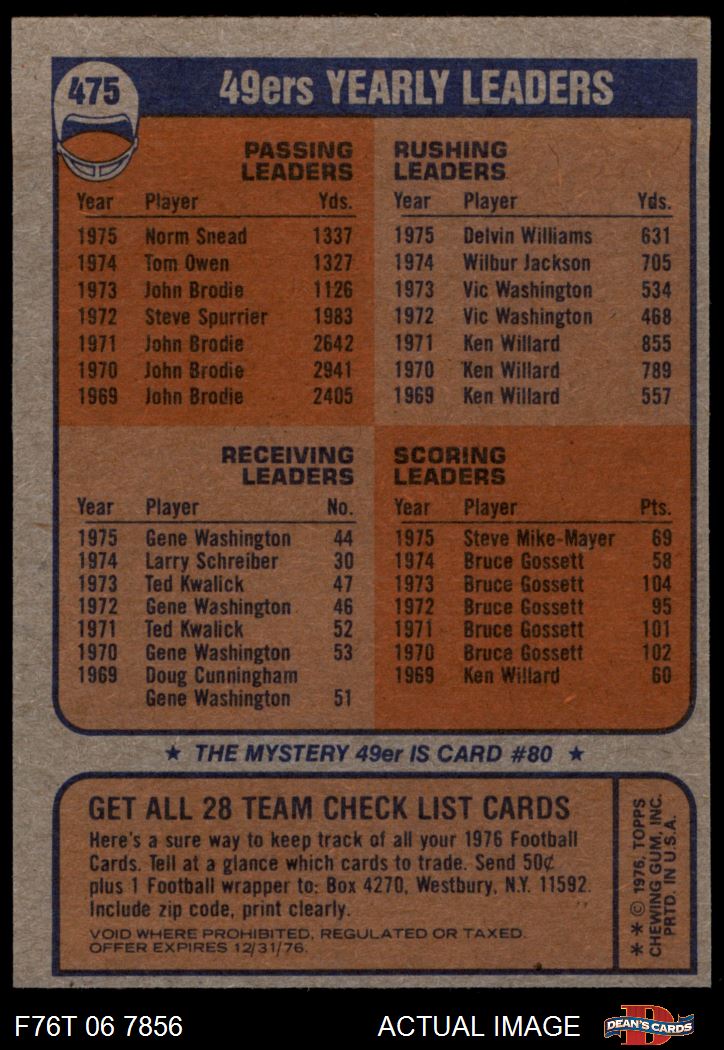 475
49ers YEARLY LEADERS
PASSING
LEADERS
Year Player Yds.
1975 Norm Snead 1337
1974 Tom Owen 1327
1973 John Brodie 1126
1972 Steve Spurrier 1983
1971 John Brodie 2642
1970 John Brodie 2941
1969 John Brodie 2405
RUSHING
LEADERS
Year Player Yds.
1975 Delvin Williams 631
1974 Wilbur Jackson 705
1973 Vic Washington 534
1972 Vic Washington 468
1971 Ken Willard 855
1970 Ken Willard 789
1969 Ken Willard 557
RECEIVING
LEADERS
Year Player No.
1975 Gene Washington 44
1974 Larry Schreiber 30
1973 Ted Kwalick 47
1972 Gene Washington 46
1971 Ted Kwalick 52
1970 Gene Washington 53
1969 Doug Cunningham
Gene Washington 51
SCORING
LEADERS
Year Player Pts.
1975 Steve Mike-Mayer 69
1974 Bruce Gossett 58
1973 Bruce Gossett 104
1972 Bruce Gossett 95
1971 Bruce Gossett 101
1970 Bruce Gossett 102
1969 Ken Willard 60
★ THE MYSTERY 49er IS CARD #80 ★
GET ALL 28 TEAM CHECK LIST CARDS
Here's a sure way to keep track of all your 1976 Football
Cards. Tell at a glance which cards to trade. Send 50¢
plus 1 Football wrapper to: Box 4270, Westbury, N.Y. 11592.
Include zip code, print clearly.
VOID WHERE PROHIBITED, REGULATED OR TAXED.
OFFER EXPIRES 12/31/76.
* * © 1976, TOPPS
CHEWING GUM, INC.
PRTD. IN U.S.A.
F76T 06 7856
ACTUAL IMAGE
D
DEAN'S CARDS